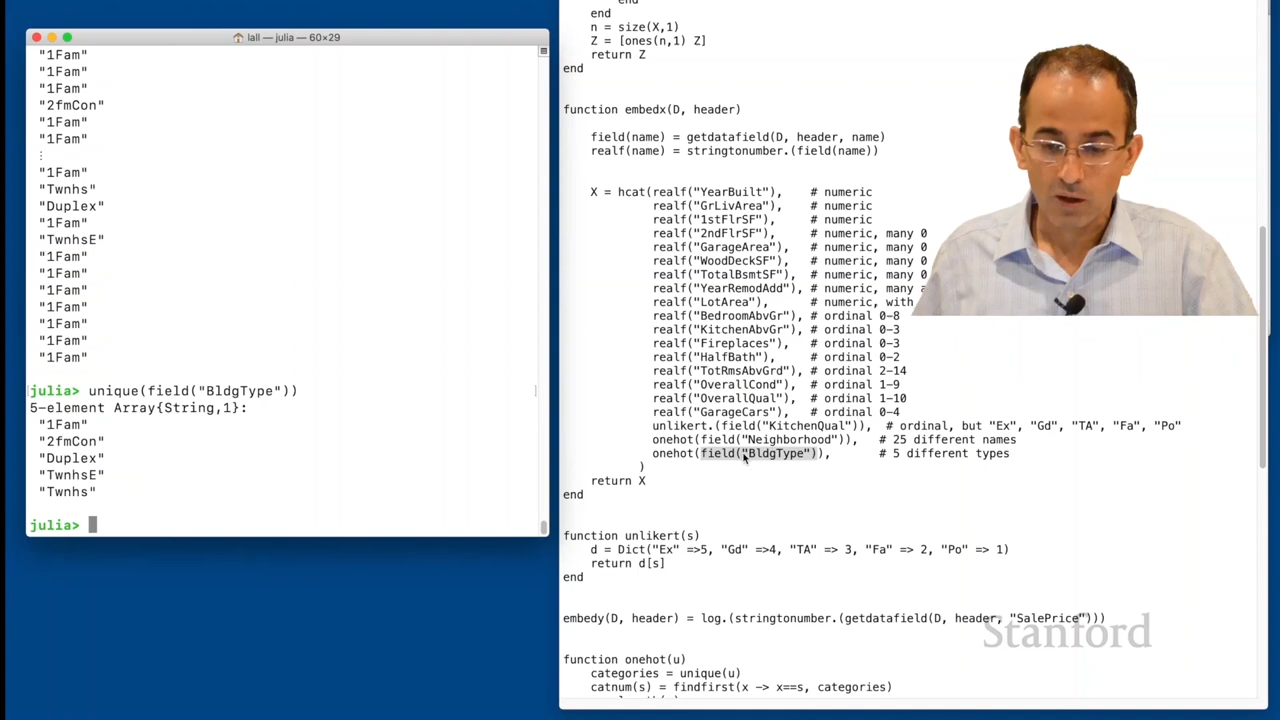 lall — julia — 60×29
"1Fam"
"1Fam"
"1Fam"
"2fmCon"
"1Fam"
"1Fam"
⋮
"1Fam"
"Twnhs"
"Duplex"
"1Fam"
"TwnhsE"
"1Fam"
"1Fam"
"1Fam"
"1Fam"
"1Fam"
"1Fam"
"1Fam"
julia> unique(field("BldgType"))
5-element Array{String,1}:
"1Fam"
"2fmCon"
"Duplex"
"TwnhsE"
"Twnhs"
julia>
end
end
n = size(X,1)
Z = [ones(n,1) Z]
return Z
end
function embedx(D, header)
field(name) = getdatafield(D, header, name)
realf(name) = stringtonumber.(field(name))
X = hcat(realf("YearBuilt"), # numeric
realf("GrLivArea"), # numeric
realf("1stFlrSF"), # numeric
realf("2ndFlrSF"), # numeric, many 0
realf("GarageArea"), # numeric, many 0
realf("WoodDeckSF"), # numeric, many 0
realf("TotalBsmtSF"), # numeric, many 0
realf("YearRemodAdd"), # numeric, many
realf("LotArea"), # numeric, with
realf("BedroomAbvGr"), # ordinal 0-8
realf("KitchenAbvGr"), # ordinal 0-3
realf("Fireplaces"), # ordinal 0-3
realf("HalfBath"), # ordinal 0-2
realf("TotRmsAbvGrd"), # ordinal 2-14
realf("OverallCond"), # ordinal 1-9
realf("OverallQual"), # ordinal 1-10
realf("GarageCars"), # ordinal 0-4
unlikert.(field("KitchenQual")), # ordinal, but "Ex", "Gd", "TA", "Fa", "Po"
onehot(field("Neighborhood")), # 25 different names
onehot(field("BldgType")), # 5 different types
)
return X
end
function unlikert(s)
d = Dict("Ex" =>5, "Gd" =>4, "TA" => 3, "Fa" => 2, "Po" => 1)
return d[s]
end
embedy(D, header) = log.(stringtonumber.(getdatafield(D, header, "SalePrice")))
Stanford
function onehot(u)
categories = unique(u)
catnum(s) = findfirst(x -> x==s, categories)